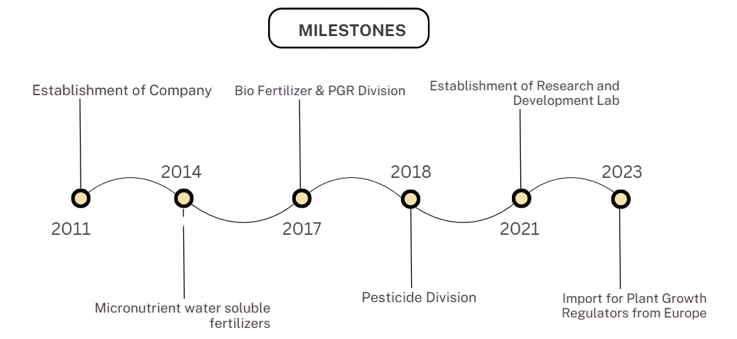 MILESTONES
Establishment of Company
Bio Fertilizer & PGR Division
Establishment of Research and
Development Lab
2014
2018
2023
2011
2017
2021
Micronutrient water soluble
fertilizers
Pesticide Division
Import for Plant Growth
Regulators from Europe